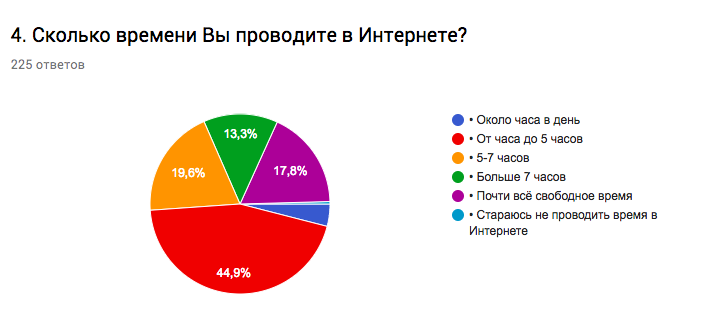 4. Сколько времени Вы проводите в Интернете?
225 ответов
13,3%
17,8%
19,6%
44,9%
• Около часа в день
• От часа до 5 часов
• 5-7 часов
• Больше 7 часов
• Почти всё свободное время
• Стараюсь не проводить время в
Интернете